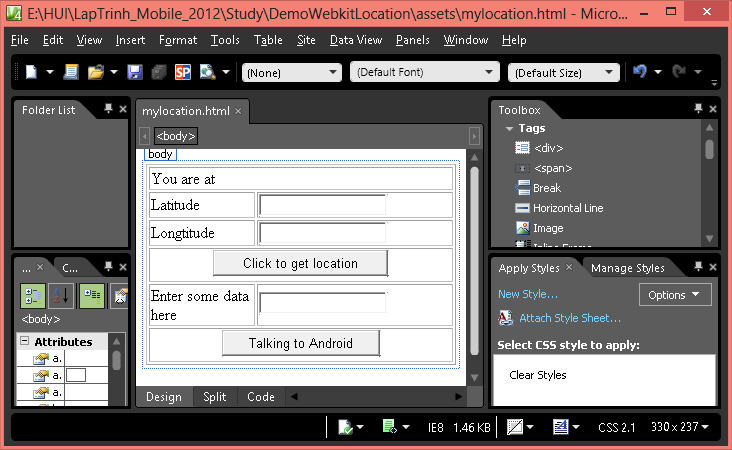 E:\HUI\LapTrinh_Mobile_2012\Study\DemoWebkitLocation\assets\mylocation.html - Micro...
File Edit View Insert Format Tools Table Site Data View Panels Window Help
(None) (Default Font) (Default Size)
Folder List
mylocation.html
<body>
body
You are at
Latitude
Longtitude
Click to get location
Enter some data
here
Talking to Android
Design Split Code
Toolbox
Tags
<div>
<span>
Break
Horizontal Line
Image
Inline Frame
... C...
<body>
Attributes
a.
a.
a.
Apply Styles Manage Styles
New Style... Options
Attach Style Sheet...
Select CSS style to apply:
Clear Styles
IE8 1.46 KB CSS 2.1 330 x 237